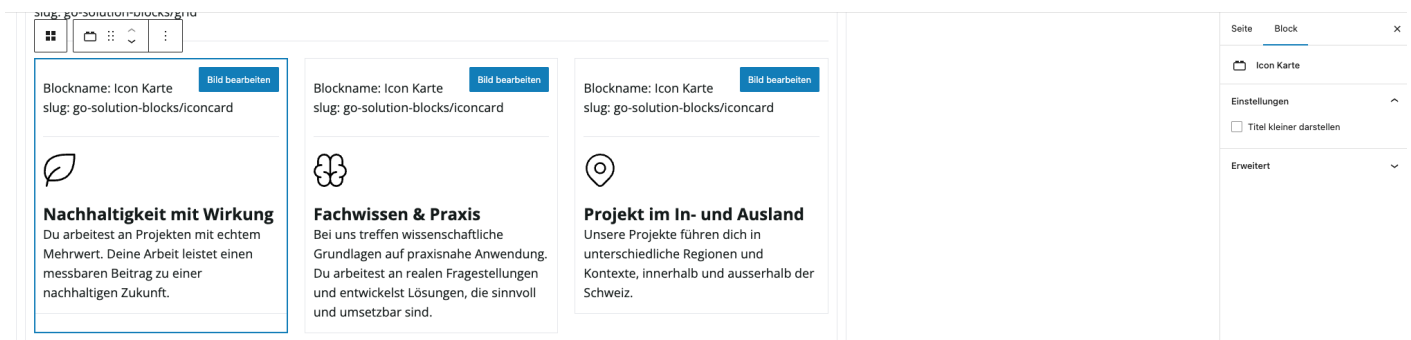 slug: go-solution-blocks/grid
Seite Block
Icon Karte
Einstellungen
Titel kleiner darstellen
Erweitert
Blockname: Icon Karte
Bild bearbeiten
slug: go-solution-blocks/iconcard
Nachhaltigkeit mit Wirkung
Du arbeitest an Projekten mit echtem
Mehrwert. Deine Arbeit leistet einen
messbaren Beitrag zu einer
nachhaltigen Zukunft.
Blockname: Icon Karte
Bild bearbeiten
slug: go-solution-blocks/iconcard
Fachwissen & Praxis
Bei uns treffen wissenschaftliche
Grundlagen auf praxisnahe Anwendung.
Du arbeitest an realen Fragestellungen
und entwickelst Lösungen, die sinnvoll
und umsetzbar sind.
Blockname: Icon Karte
Bild bearbeiten
slug: go-solution-blocks/iconcard
Projekt im In- und Ausland
Unsere Projekte führen dich in
unterschiedliche Regionen und
Kontexte, innerhalb und ausserhalb der
Schweiz.